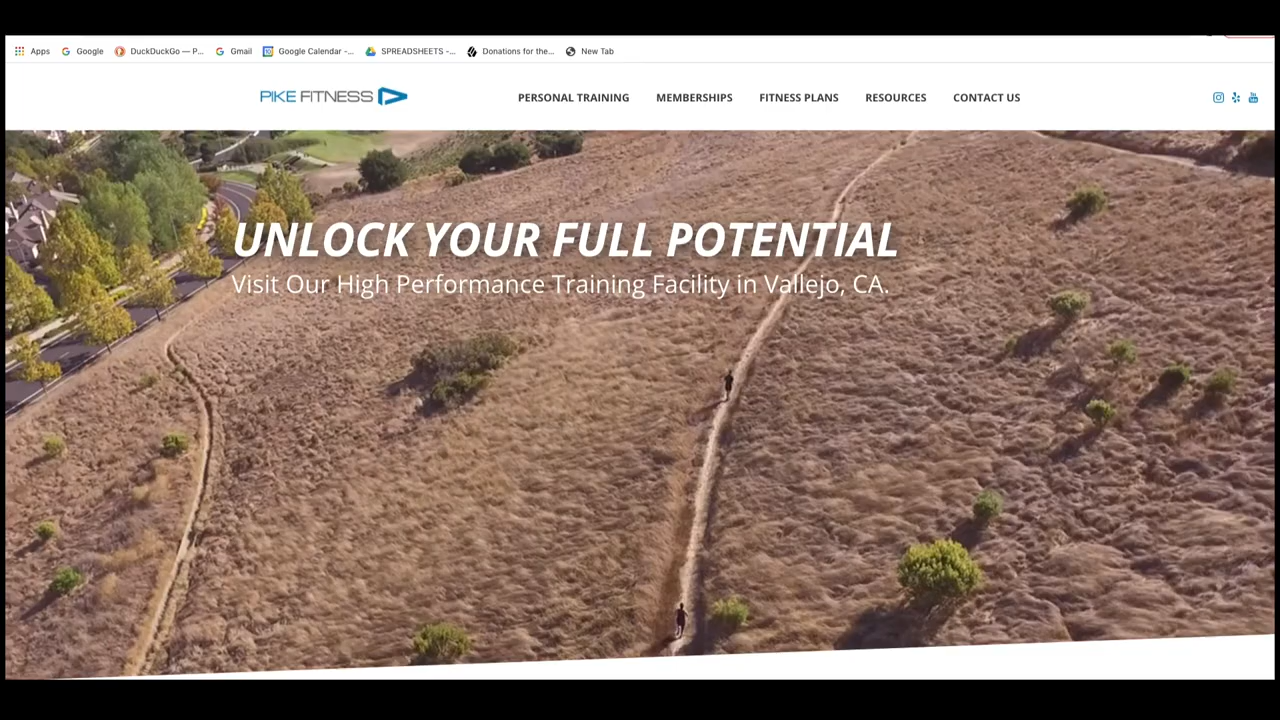 Apps Google DuckDuckGo — P... Gmail Google Calendar -... SPREADSHEETS -... Donations for the... New Tab
PIKE FITNESS PERSONAL TRAINING MEMBERSHIPS FITNESS PLANS RESOURCES CONTACT US
UNLOCK YOUR FULL POTENTIAL
Visit Our High Performance Training Facility in Vallejo, CA.